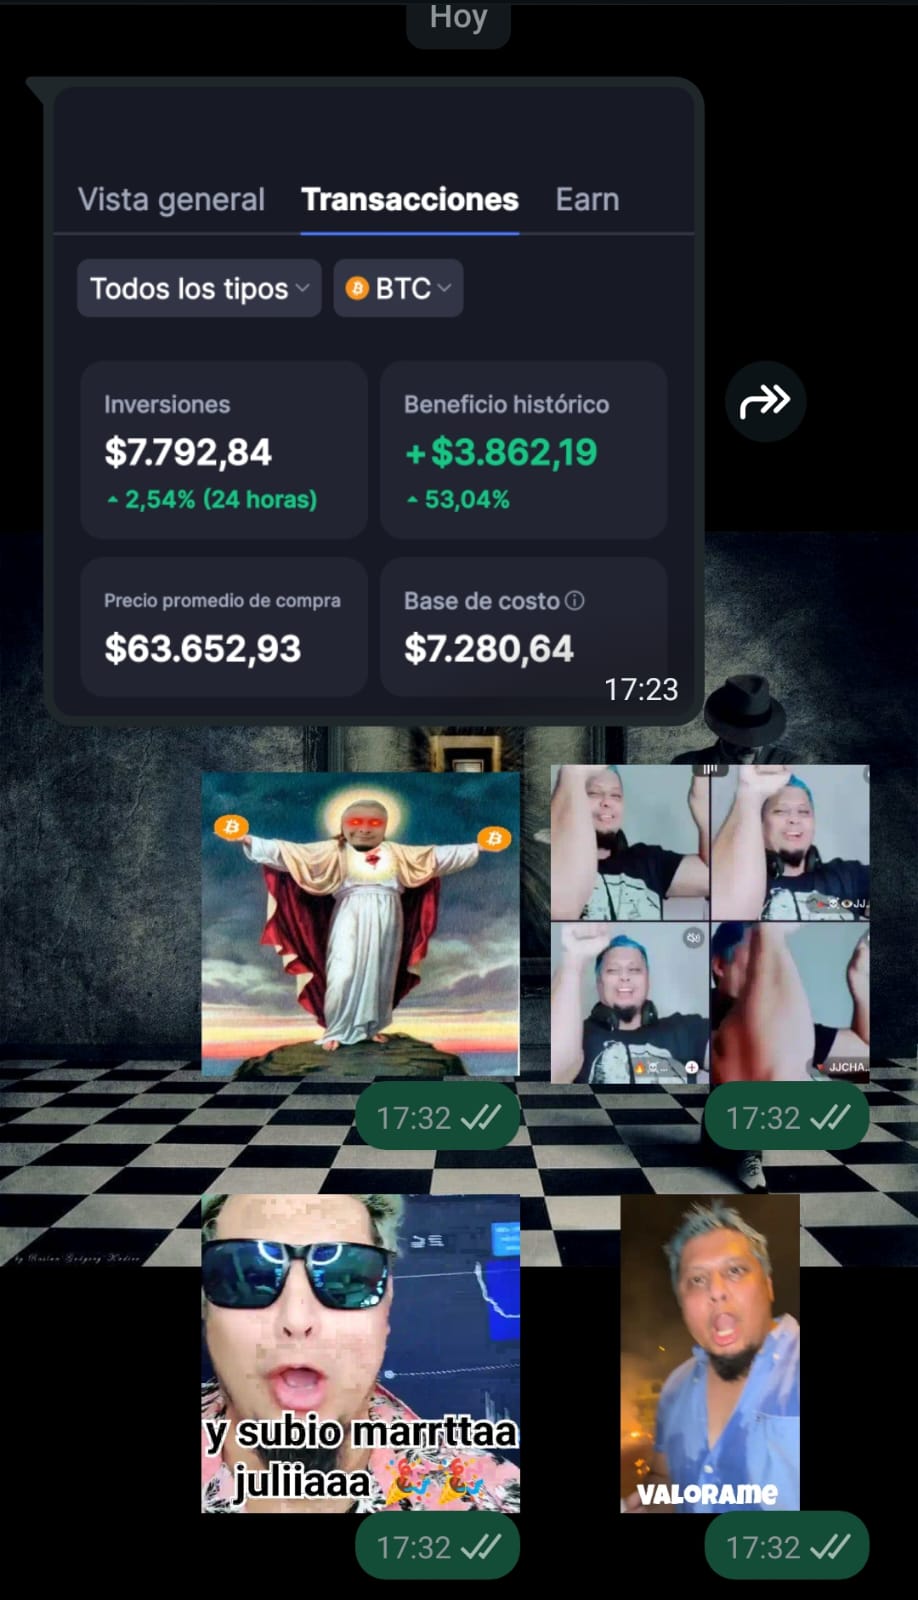 Hoy
Vista general Transacciones Earn
Todos los tipos BTC
Inversiones
$7.792,84
2,54% (24 horas)
Beneficio histórico
+$3.862,19
53,04%
Precio promedio de compra
$63.652,93
Base de costo
$7.280,64
17:23
JJ..
JJCHA..
17:32
17:32
y subio marrttaa
juliiaaa
VALORAME
17:32
17:32